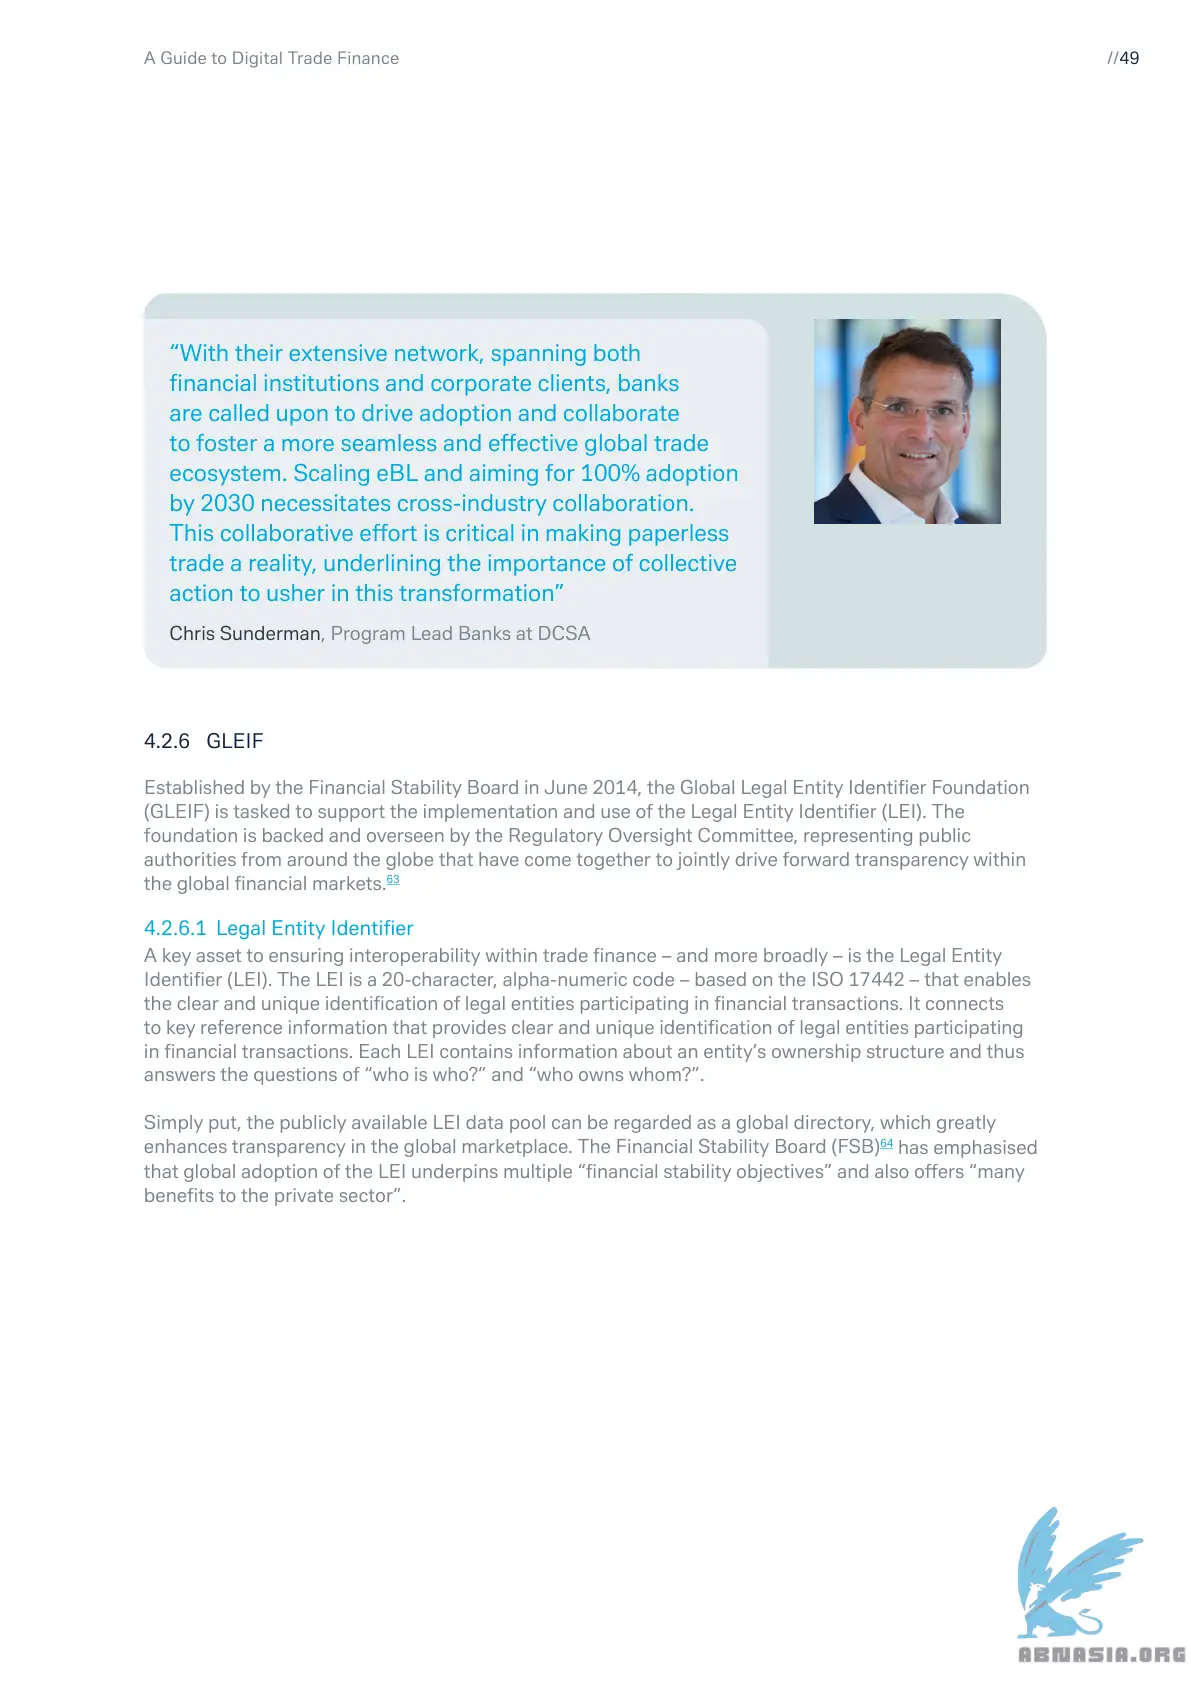 A Guide to Digital Trade Finance
//49
“With their extensive network, spanning both
financial institutions and corporate clients, banks
are called upon to drive adoption and collaborate
to foster a more seamless and effective global trade
ecosystem. Scaling eBL and aiming for 100% adoption
by 2030 necessitates cross-industry collaboration.
This collaborative effort is critical in making paperless
trade a reality, underlining the importance of collective
action to usher in this transformation”
Chris Sunderman, Program Lead Banks at DCSA
4.2.6 GLEIF
Established by the Financial Stability Board in June 2014, the Global Legal Entity Identifier Foundation
(GLEIF) is tasked to support the implementation and use of the Legal Entity Identifier (LEI). The
foundation is backed and overseen by the Regulatory Oversight Committee, representing public
authorities from around the globe that have come together to jointly drive forward transparency within
the global financial markets.63
4.2.6.1 Legal Entity Identifier
A key asset to ensuring interoperability within trade finance – and more broadly – is the Legal Entity
Identifier (LEI). The LEI is a 20-character, alpha-numeric code – based on the ISO 17442 – that enables
the clear and unique identification of legal entities participating in financial transactions. It connects
to key reference information that provides clear and unique identification of legal entities participating
in financial transactions. Each LEI contains information about an entity’s ownership structure and thus
answers the questions of “who is who?” and “who owns whom?”.
Simply put, the publicly available LEI data pool can be regarded as a global directory, which greatly
enhances transparency in the global marketplace. The Financial Stability Board (FSB)64 has emphasised
that global adoption of the LEI underpins multiple “financial stability objectives” and also offers “many
benefits to the private sector”.
ABNASIA.ORG